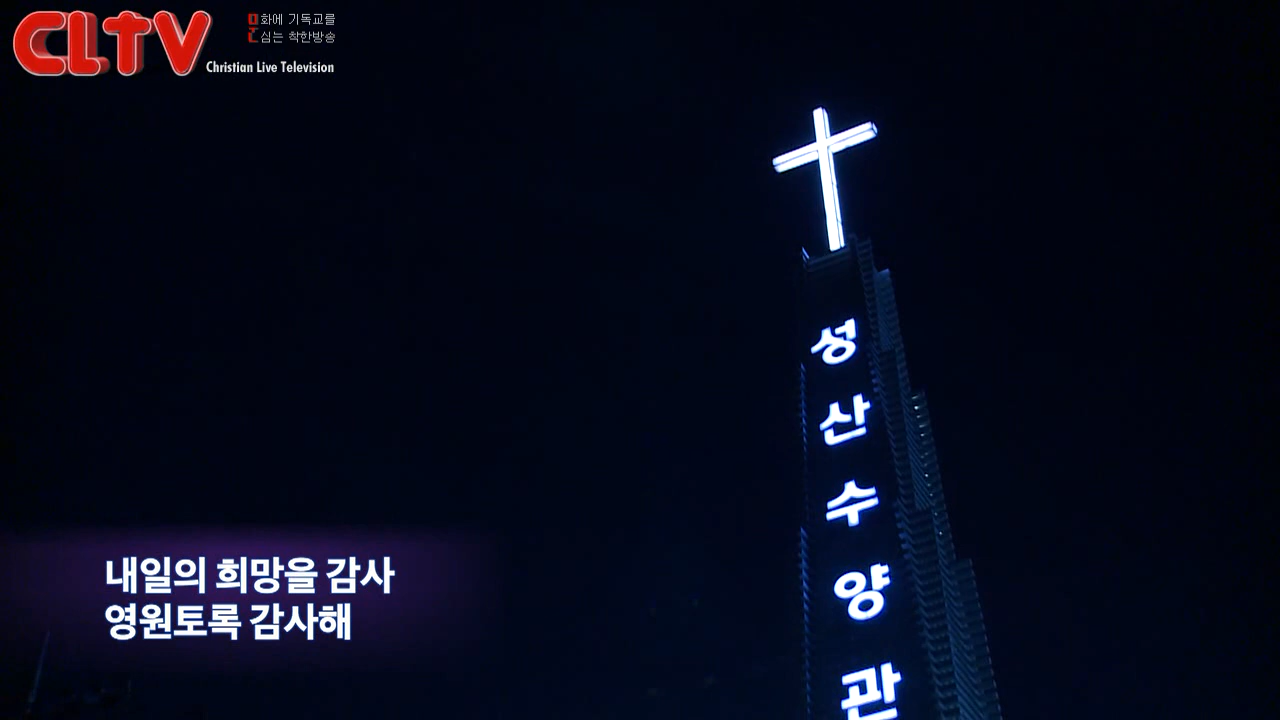 CLTV
문화에 기독교를
심는 착한방송
Christian Live Television
성
산
수
양
관
내일의 희망을 감사
영원토록 감사해